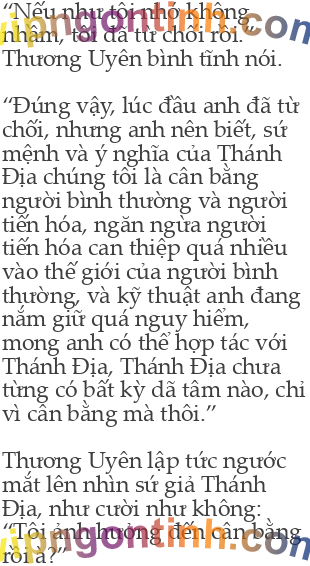 “Nếu như tôi nhớ không
nhầm, tôi đã từ chối rồi.”
Thương Uyên bình tĩnh nói.

“Đúng vậy, lúc đầu anh đã từ
chối, nhưng anh nên biết, sứ
mệnh và ý nghĩa của Thánh
Địa chúng tôi là cân bằng
người bình thường và người
tiến hóa, ngăn ngừa người
tiến hóa can thiệp quá nhiều
vào thế giới của người bình
thường, và kỹ thuật anh đang
nắm giữ quá nguy hiểm,
mong anh có thể hợp tác với
Thánh Địa, Thánh Địa chưa
từng có bất kỳ dã tâm nào, chỉ
vì cân bằng mà thôi.”

Thương Uyên lập tức ngước
mắt lên nhìn sứ giả Thánh
Địa, như cười như không:
“Tôi ảnh hưởng đến cân bằng
rồi à?”
vipngontinh.com
vipngontinh.com